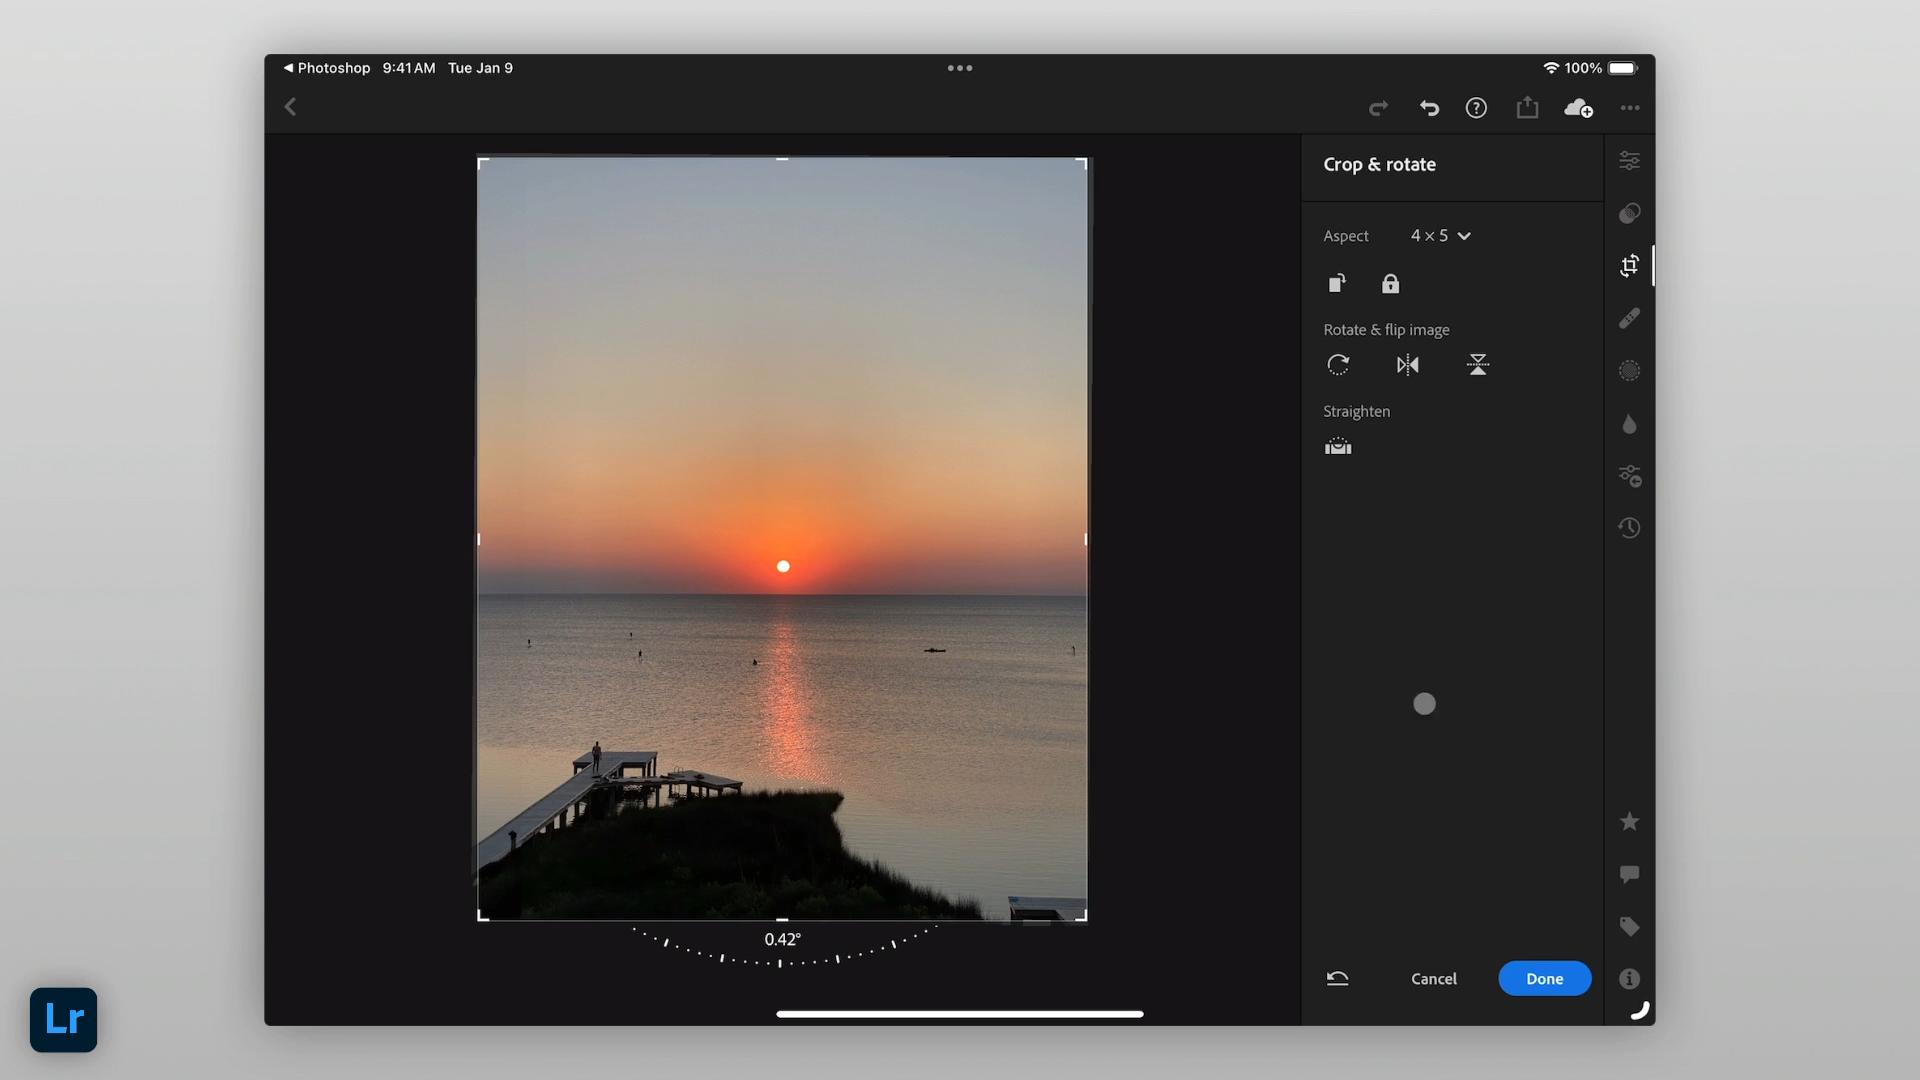 Photoshop 9:41 AM Tue Jan 9
100%
Crop & rotate
Aspect 4 × 5
Rotate & flip image
Straighten
0.42°
Cancel
Done
Lr